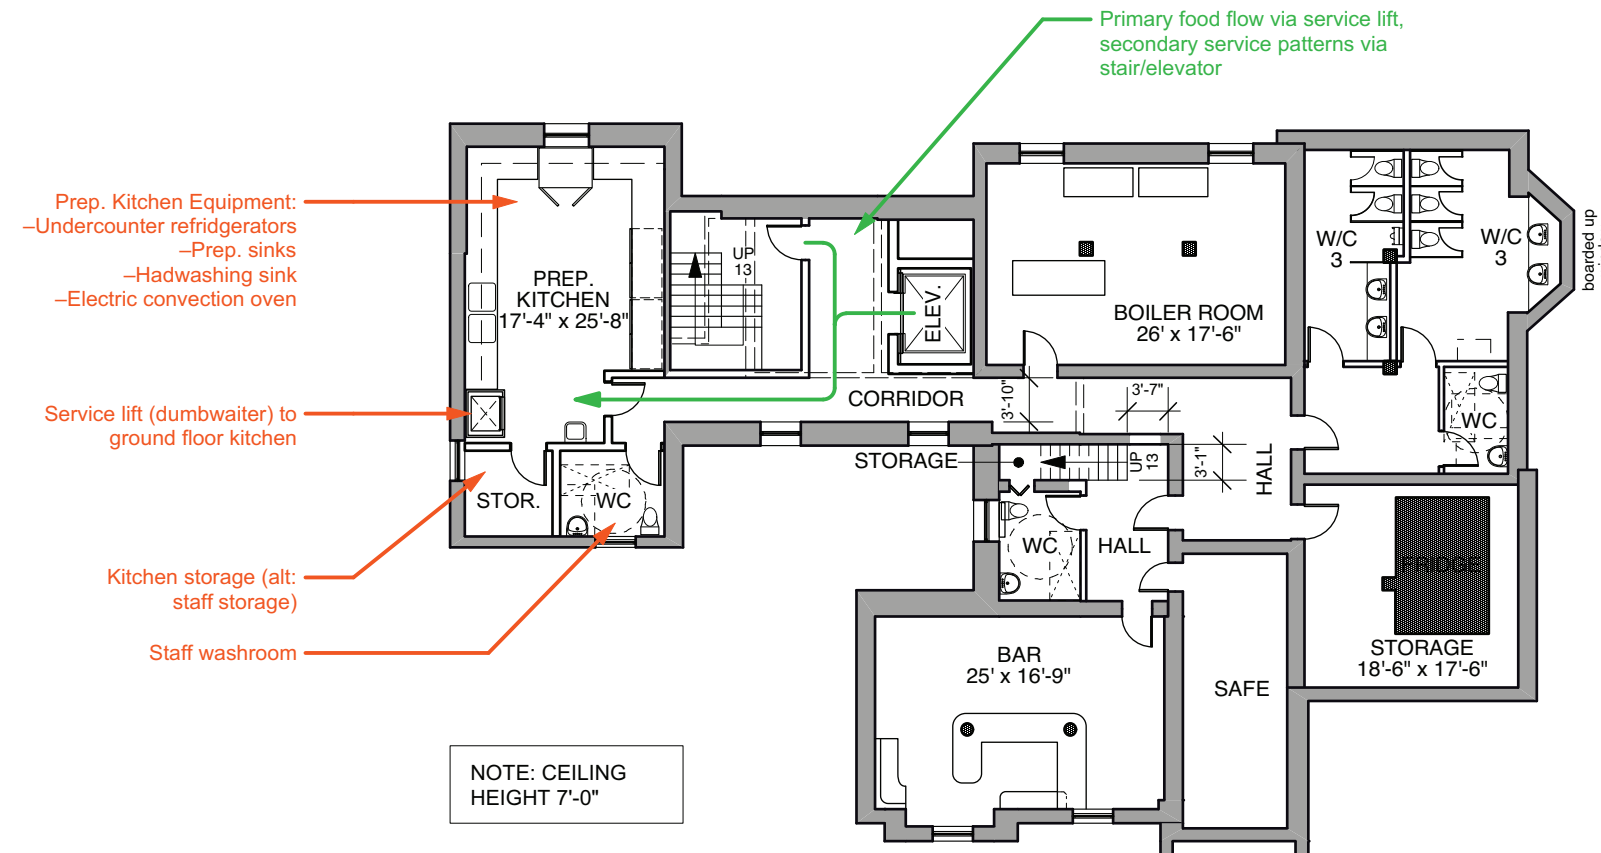 Primary food flow via service lift,
secondary service patterns via
stair/elevator
Prep. Kitchen Equipment:
–Undercounter refridgerators
–Prep. sinks
–Hadwashing sink
–Electric convection oven
PREP.
KITCHEN
17'-4" x 25'-8"
UP
13
ELEV.
BOILER ROOM
26' x 17'-6"
W/C
3
W/C
3
boarded up
Service lift (dumbwaiter) to
ground floor kitchen
CORRIDOR
3'-10"
3'-7"
WC
STORAGE
UP
13
3'-1"
HALL
STOR.
WC
WC
HALL
FRIDGE
Kitchen storage (alt:
staff storage)
Staff washroom
BAR
25' x 16'-9"
SAFE
STORAGE
18'-6" x 17'-6"
NOTE: CEILING
HEIGHT 7'-0"